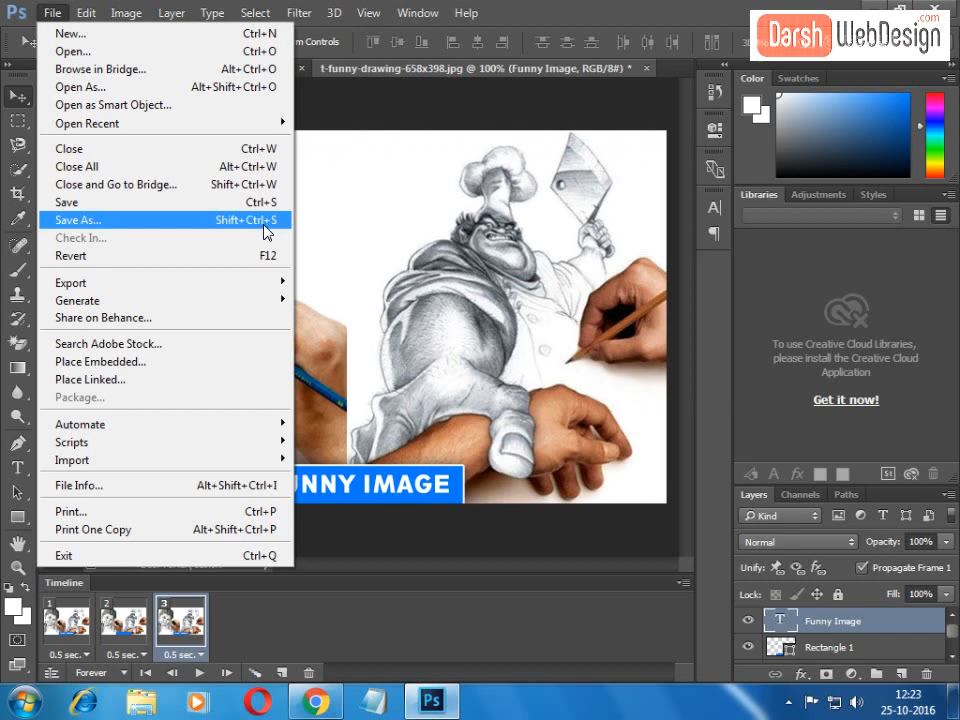 Ps File Edit Image Layer Type Select Filter 3D View Window Help
Darsh WebDesign .com
m Controls
t-funny-drawing-658x398.jpg @ 100% (Funny Image, RGB/8#) *
New... Ctrl+N
Open... Ctrl+O
Browse in Bridge... Alt+Ctrl+O
Open As... Alt+Shift+Ctrl+O
Open as Smart Object...
Open Recent
Close Ctrl+W
Close All Alt+Ctrl+W
Close and Go to Bridge... Shift+Ctrl+W
Save Ctrl+S
Save As... Shift+Ctrl+S
Check In...
Revert F12
Export
Generate
Share on Behance...
Search Adobe Stock...
Place Embedded...
Place Linked...
Package...
Automate
Scripts
Import
File Info... Alt+Shift+Ctrl+I
Print... Ctrl+P
Print One Copy Alt+Shift+Ctrl+P
Exit Ctrl+Q
NNY IMAGE
Color Swatches
Libraries Adjustments Styles
To use Creative Cloud Libraries,
please install the Creative Cloud
Application
Get it now!
Layers Channels Paths
Kind
Normal Opacity: 100%
Unify: Propagate Frame 1
Lock: Fill: 100%
Funny Image
Rectangle 1
Timeline
1 2 3
0.5 sec. 0.5 sec. 0.5 sec.
Forever
Ps
12:23
25-10-2016